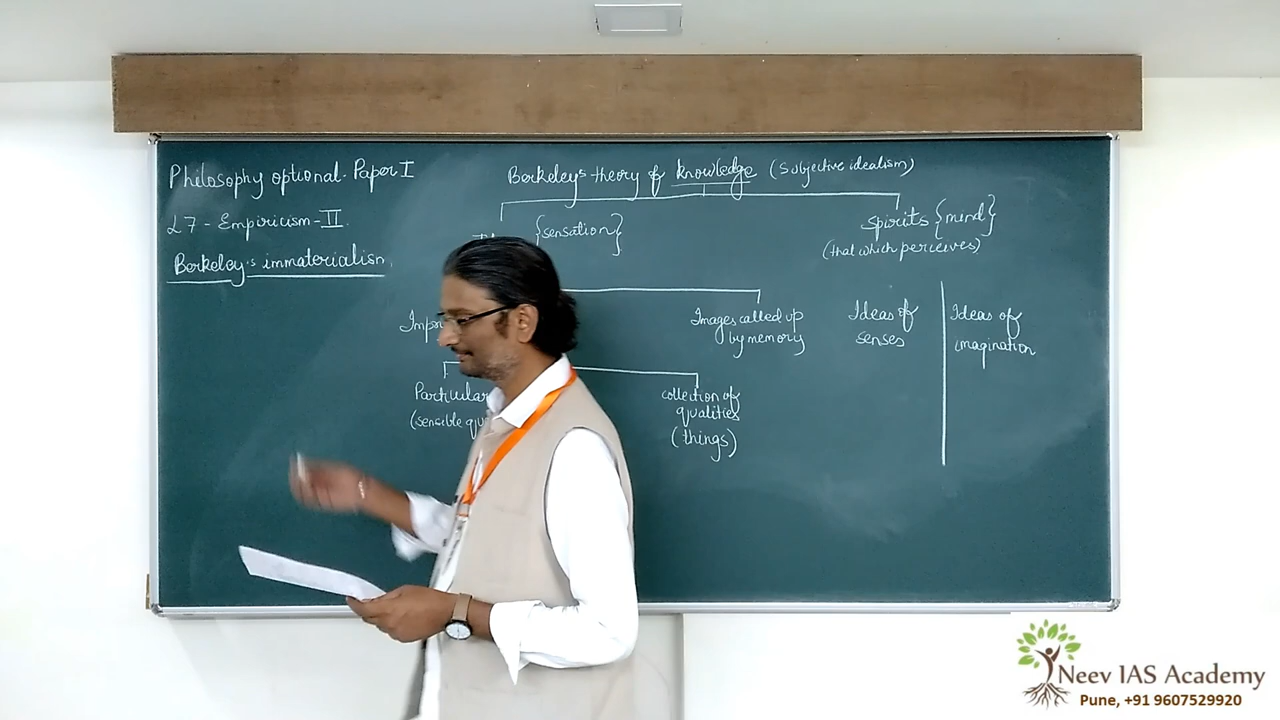 Philosophy optional - Paper I
L7 - Empiricism - II
Berkeley's immaterialism
Berkeley's theory of knowledge (Subjective idealism)
{sensation}
spirits {mind}
(that which perceives)
Images called up
by memory
Particular
(sensible
collection of
qualities
(things)
Ideas of
senses
Ideas of
imagination
Neev IAS Academy
Pune, +91 9607529920